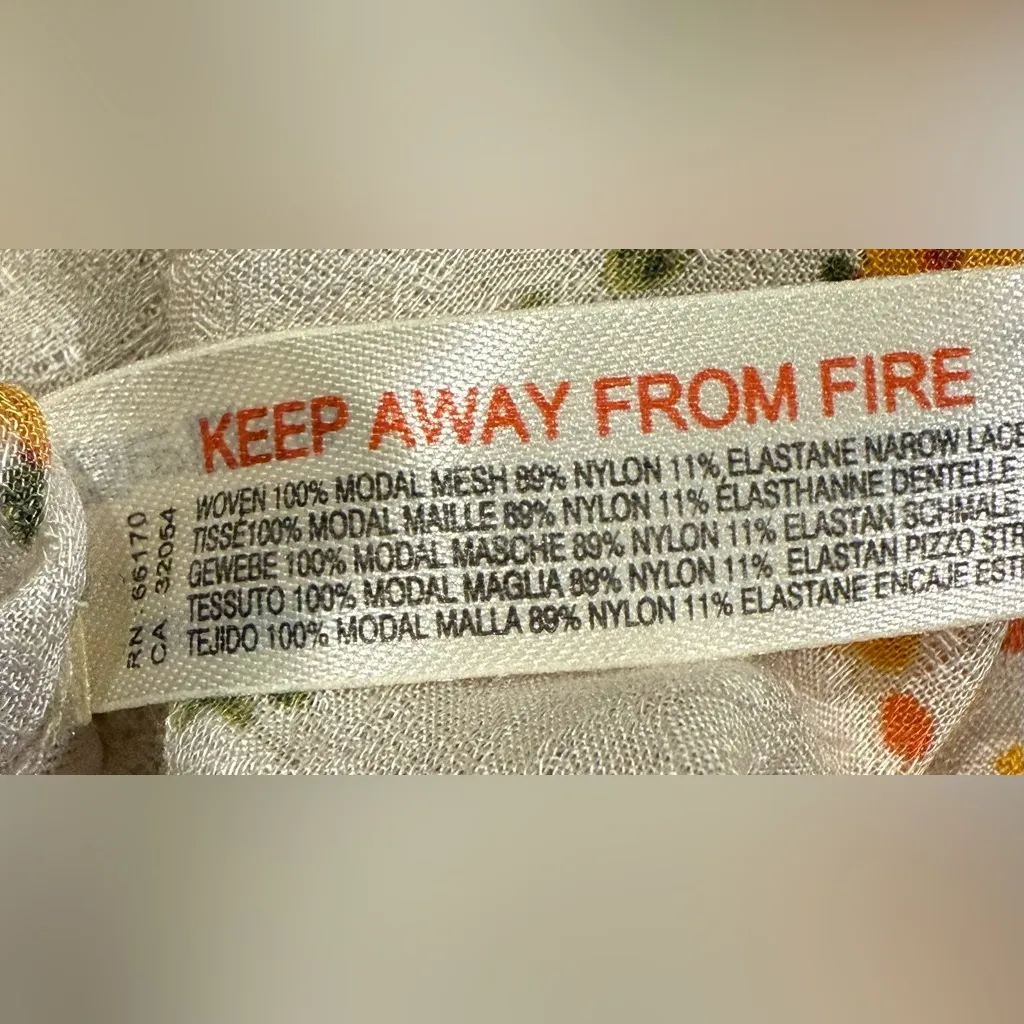 KEEP AWAY FROM FIRE
WOVEN 100% MODAL MESH 89% NYLON 11% ELASTANE NAROW LACE
TISSÉ100% MODAL MAILLE 89% NYLON 11% ÉLASTHANNE DENTELLE
GEWEBE 100% MODAL MASCHE 89% NYLON 11% ELASTAN SCHMALE
TESSUTO 100% MODAL MAGLIA 89% NYLON 11% ELASTAN PIZZO
TEJIDO 100% MODAL MALLA 89% NYLON 11% ELASTANE ENCAJE
RN · 66170
CA 32054